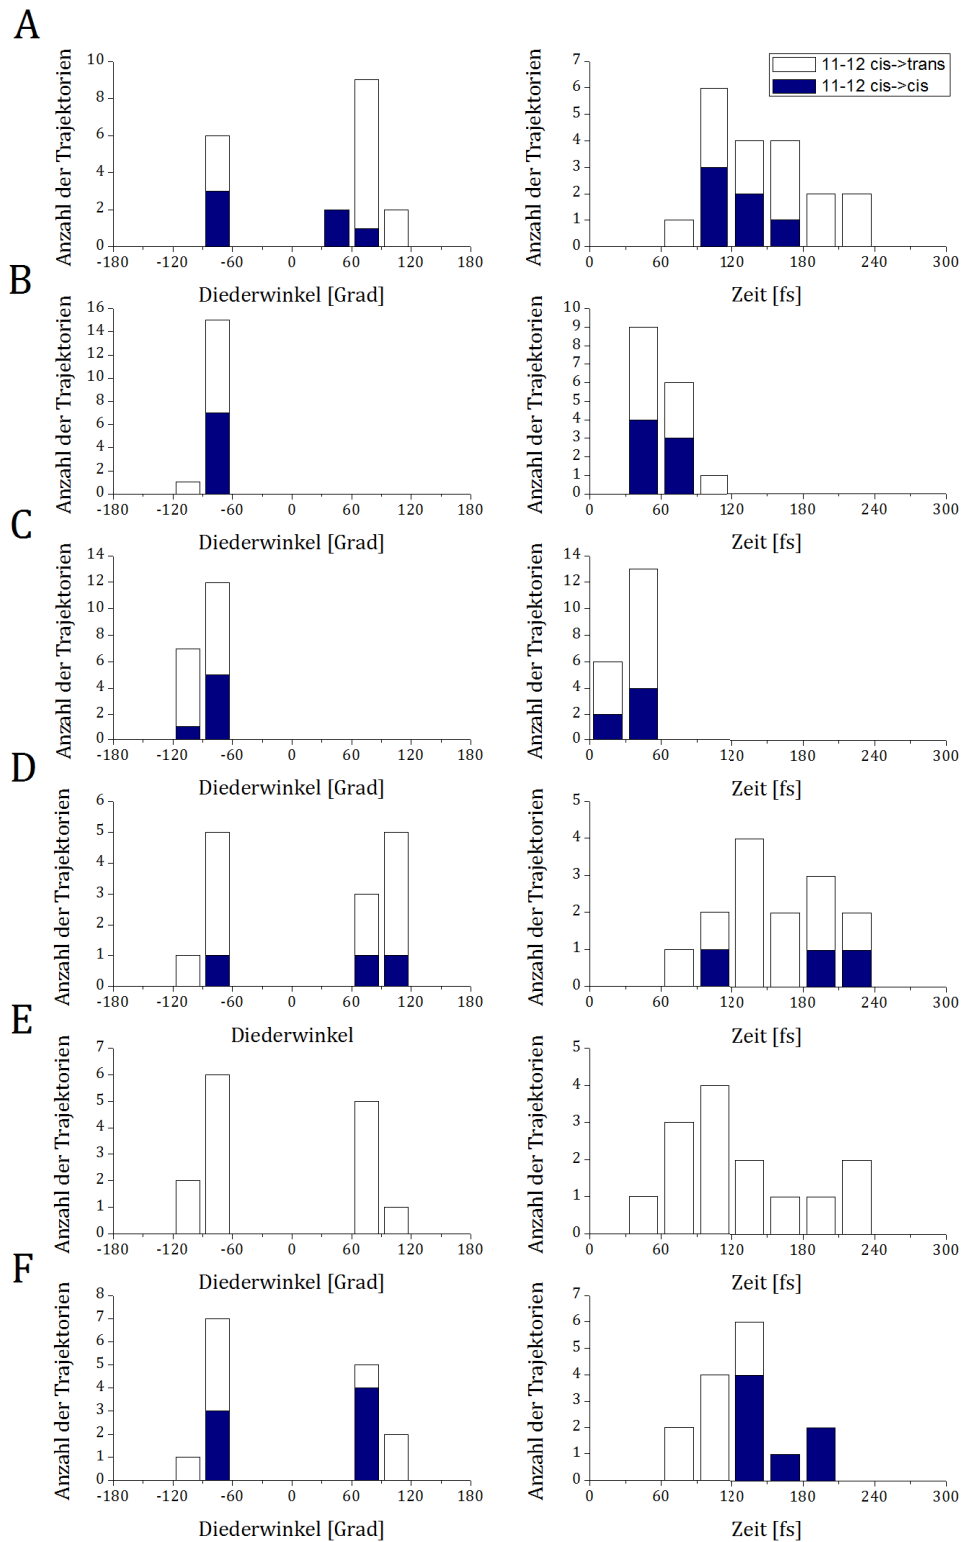 A
Anzahl der Trajektorien
10
8
6
4
2
0
-180 -120 -60 0 60 120 180
Diederwinkel [Grad]
Anzahl der Trajektorien
7
6
5
4
3
2
1
0
0 60 120 180 240 300
Zeit [fs]
11-12 cis->trans
11-12 cis->cis
B
Anzahl der Trajektorien
16
14
12
10
8
6
4
2
0
-180 -120 -60 0 60 120 180
Diederwinkel [Grad]
Anzahl der Trajektorien
10
9
8
7
6
5
4
3
2
1
0
0 60 120 180 240 300
Zeit [fs]
C
Anzahl der Trajektorien
14
12
10
8
6
4
2
0
-180 -120 -60 0 60 120 180
Diederwinkel [Grad]
Anzahl der Trajektorien
14
12
10
8
6
4
2
0
0 60 120 180 240 300
Zeit [fs]
D
Anzahl der Trajektorien
6
5
4
3
2
1
0
-180 -120 -60 0 60 120 180
Diederwinkel
Anzahl der Trajektorien
5
4
3
2
1
0
0 60 120 180 240 300
Zeit [fs]
E
Anzahl der Trajektorien
7
6
5
4
3
2
1
0
-180 -120 -60 0 60 120 180
Diederwinkel [Grad]
Anzahl der Trajektorien
5
4
3
2
1
0
0 60 120 180 240 300
Zeit [fs]
F
Anzahl der Trajektorien
8
7
6
5
4
3
2
1
0
-180 -120 -60 0 60 120 180
Diederwinkel [Grad]
Anzahl der Trajektorien
7
6
5
4
3
2
1
0
0 60 120 180 240 300
Zeit [fs]